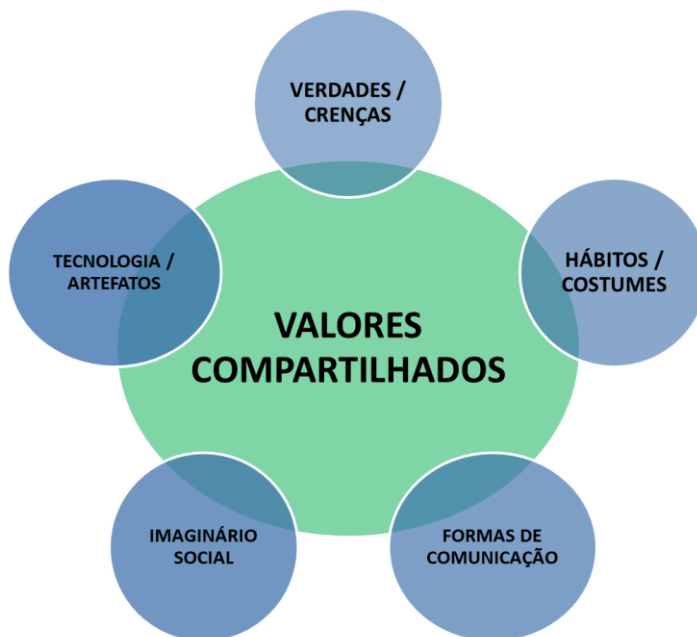 VERDADES /
CRENÇAS
TECNOLOGIA /
ARTEFATOS
HÁBITOS /
COSTUMES
VALORES
COMPARTILHADOS
IMAGINÁRIO
SOCIAL
FORMAS DE
COMUNICAÇÃO